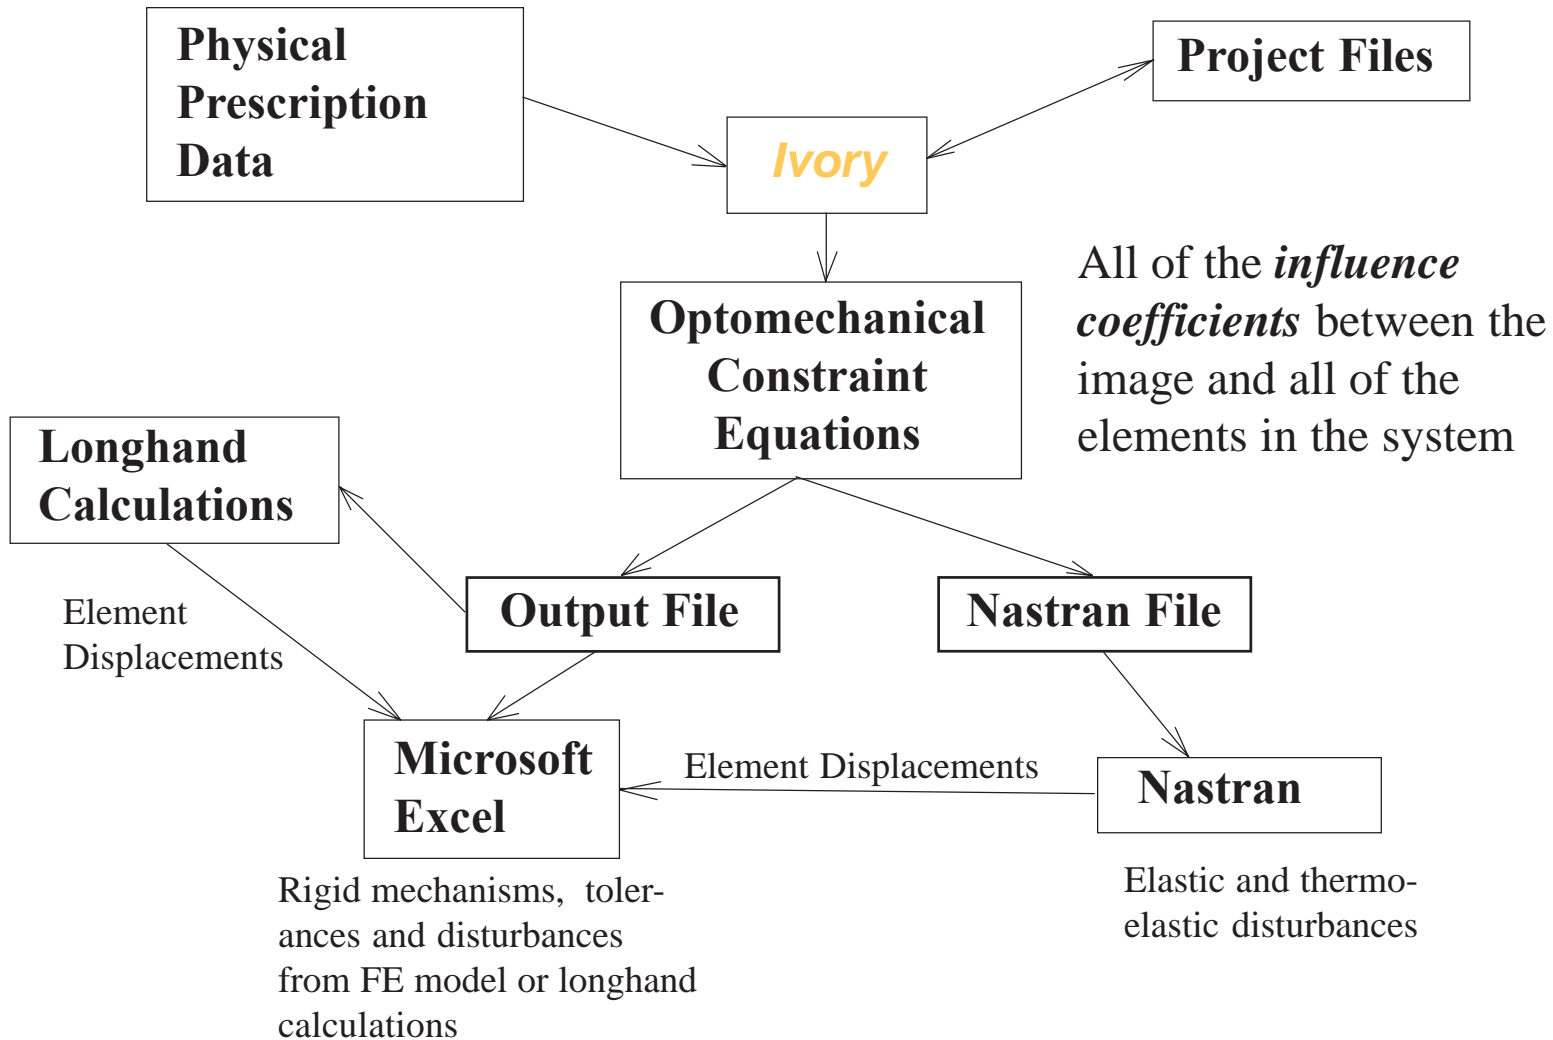 Physical
Prescription
Data
Project Files
Ivory
Optomechanical
Constraint
Equations
All of the influence
coefficients between the
image and all of the
elements in the system
Longhand
Calculations
Element
Displacements
Output File
Nastran File
Microsoft
Excel
Element Displacements
Nastran
Rigid mechanisms, toler-
ances and disturbances
from FE model or longhand
calculations
Elastic and thermo-
elastic disturbances